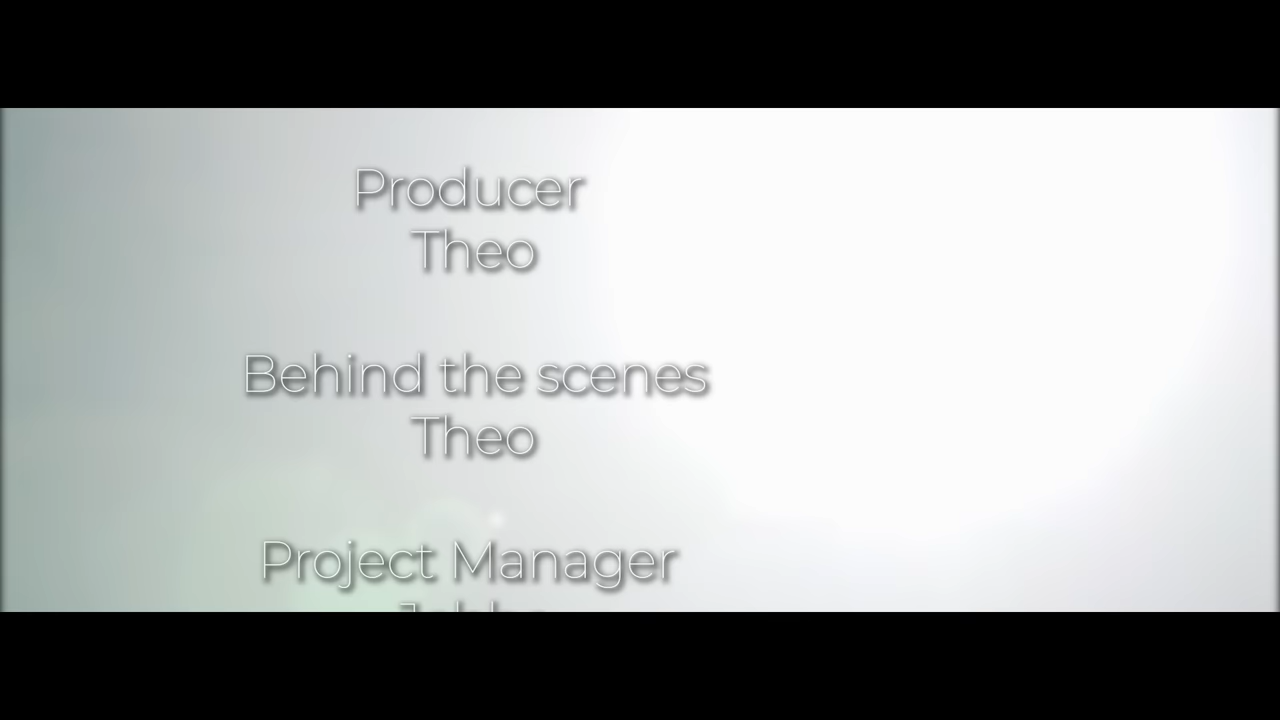 Producer
Theo
Behind the scenes
Theo
Project Manager